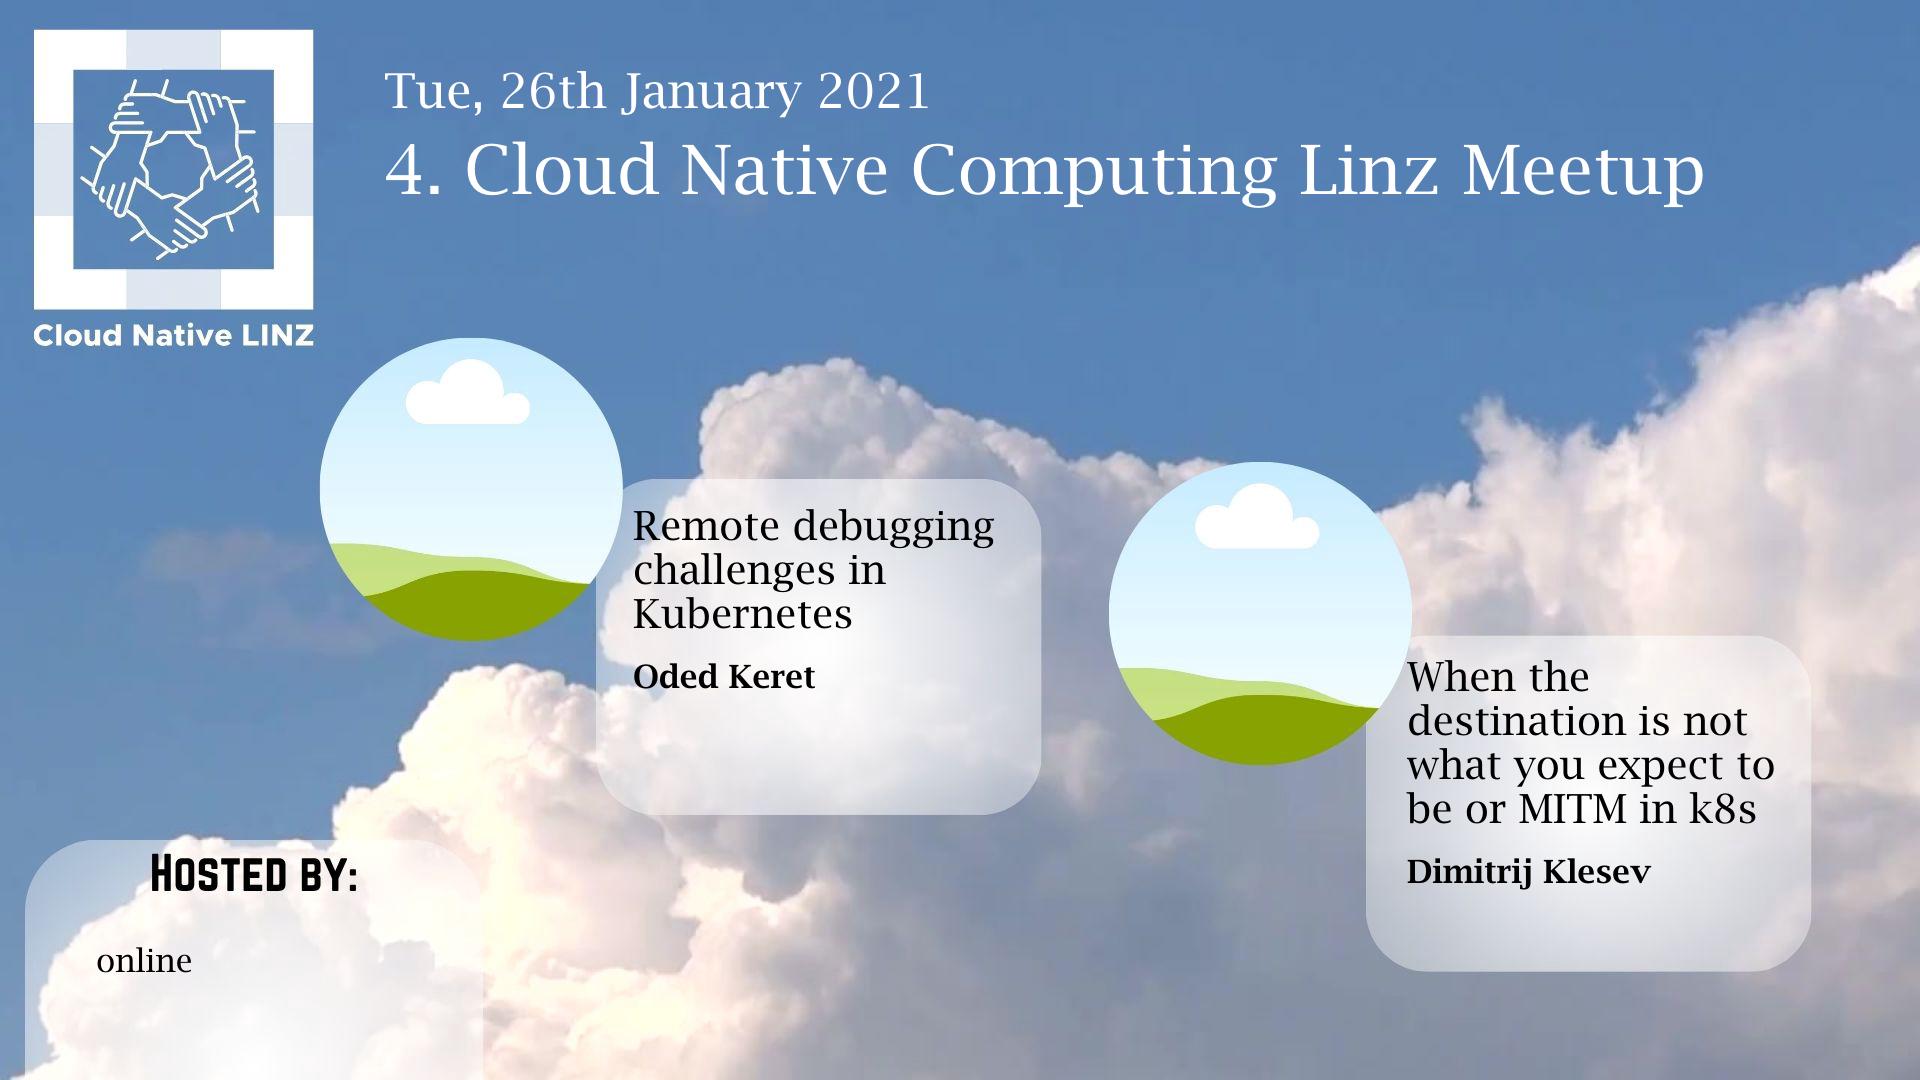 Tue, 26th January 2021
4. Cloud Native Computing Linz Meetup
Cloud Native LINZ
Remote debugging
challenges in
Kubernetes
Oded Keret
When the
destination is not
what you expect to
be or MITM in k8s
Dimitrij Klesev
HOSTED BY:
online